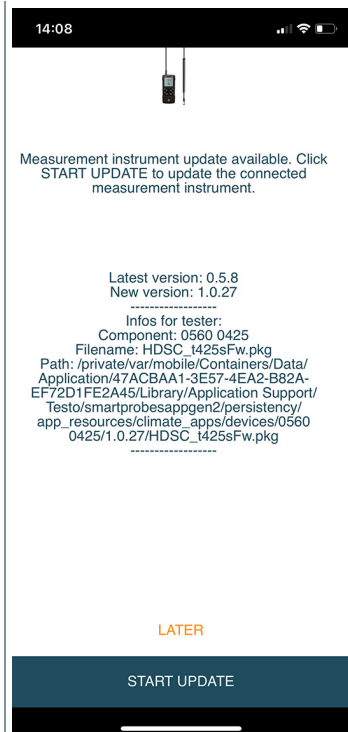 14:08
Measurement instrument update available. Click
START UPDATE to update the connected
measurement instrument.
Latest version: 0.5.8
New version: 1.0.27
------------------
Infos for tester:
Component: 0560 0425
Filename: HDSC_t425sFw.pkg
Path: /private/var/mobile/Containers/Data/
Application/47ACBAA1-3E57-4EA2-B82A-
EF72D1FE2A45/Library/Application Support/
Testo/smartprobesappgen2/persistency/
app_resources/climate_apps/devices/0560
0425/1.0.27/HDSC_t425sFw.pkg
------------------
LATER
START UPDATE